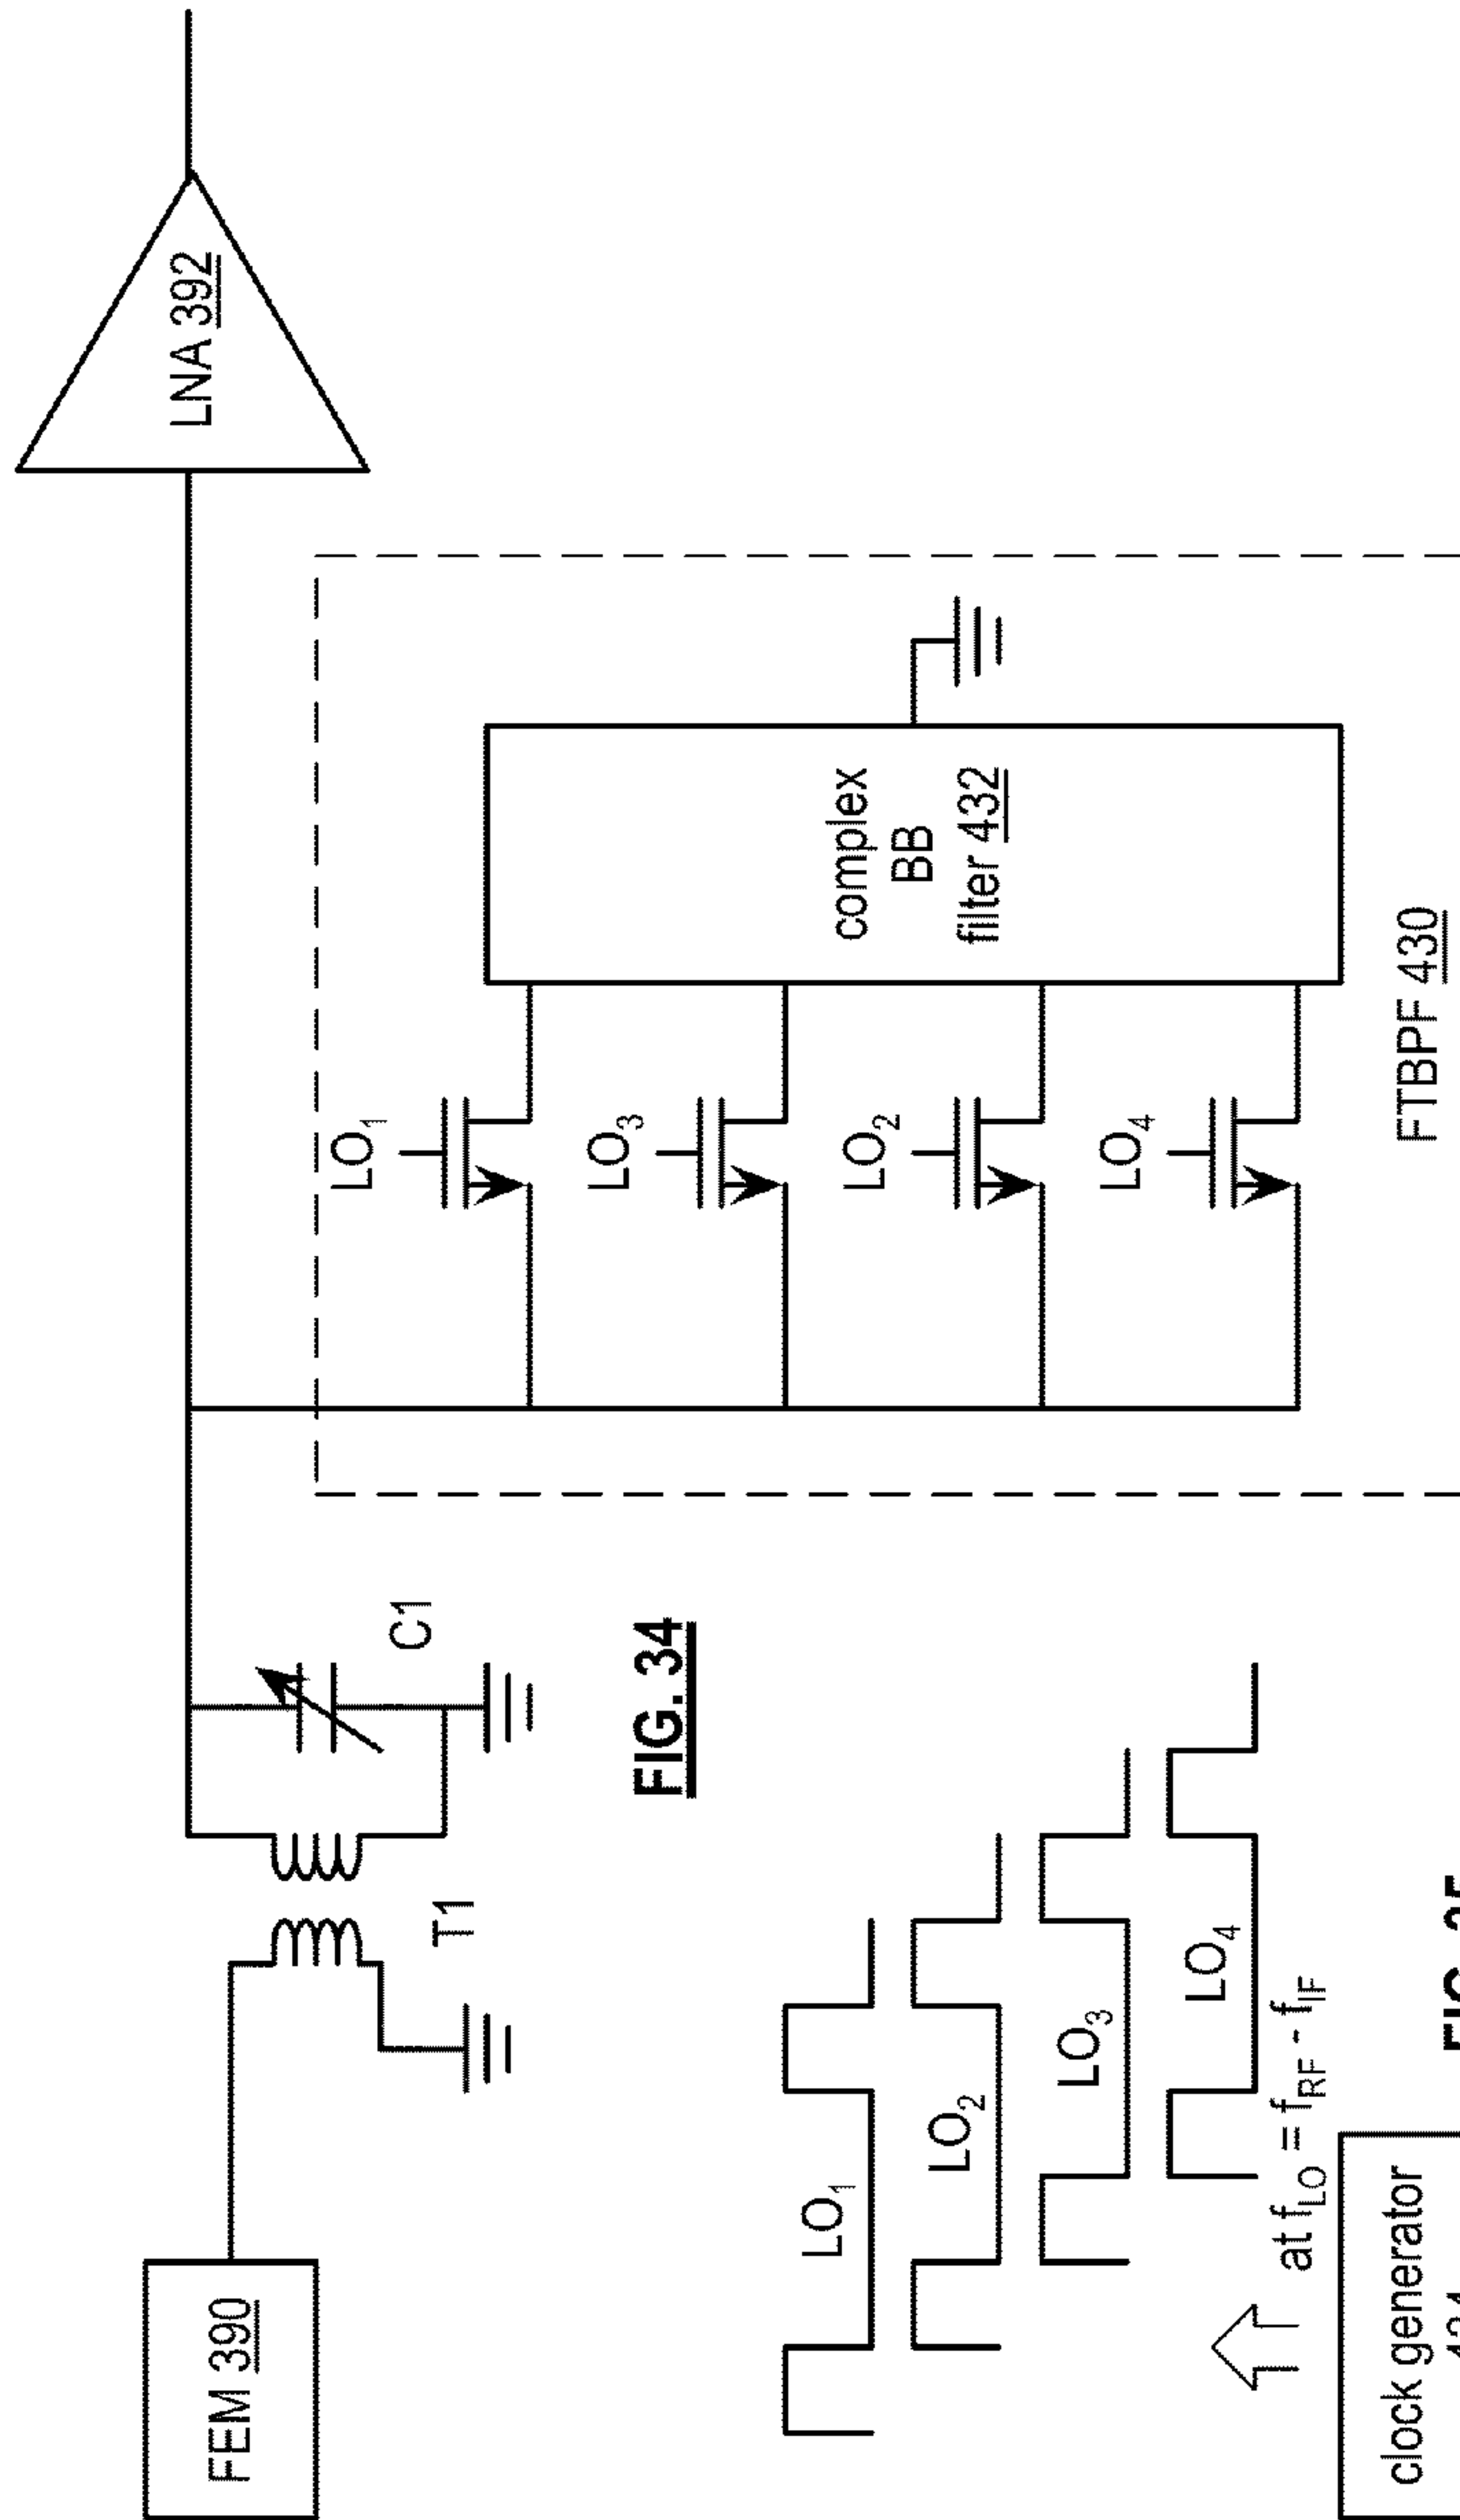 FEM 390
T1
C1
LNA 392
LO1
LO3
LO2
LO4
complex
BB
filter 432
FTBPF 430
FIG. 34
LO1
LO2
LO3
LO4
at fLO = fRF - fIF
clock generator